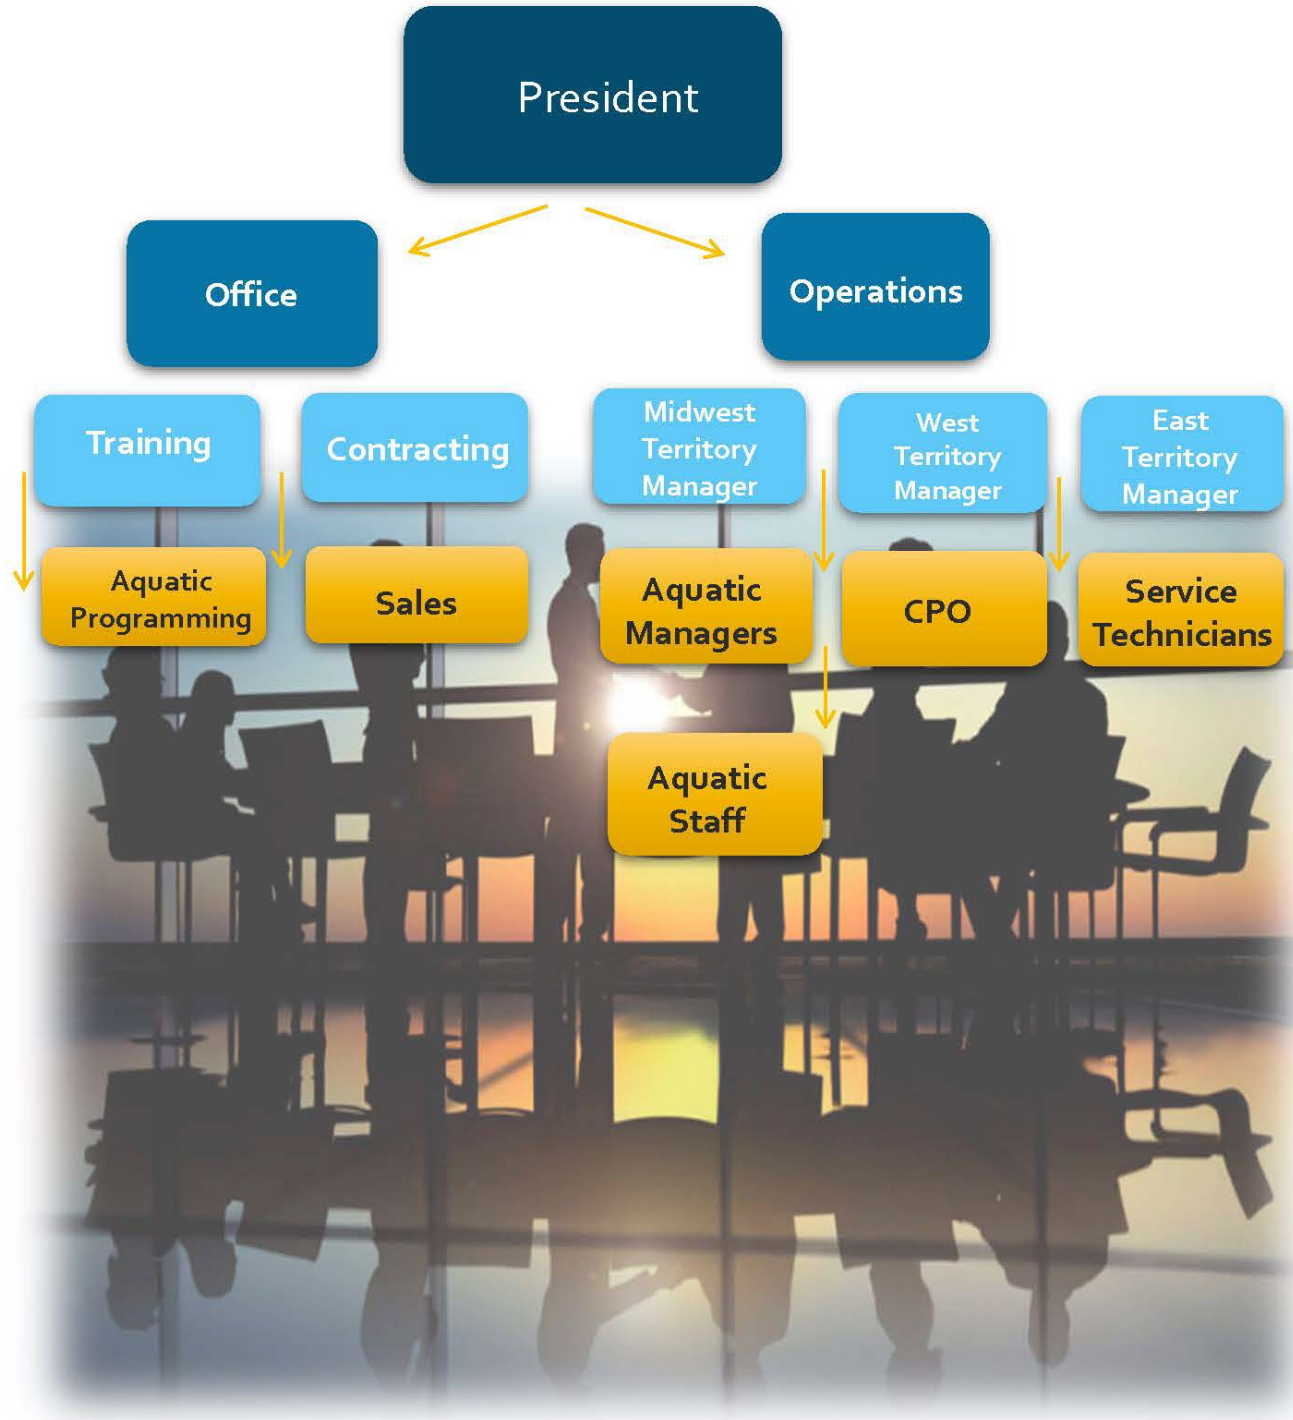 President
Office
Operations
Training
Contracting
Midwest
Territory
Manager
West
Territory
Manager
East
Territory
Manager
Aquatic
Programming
Sales
Aquatic
Managers
CPO
Service
Technicians
Aquatic
Staff